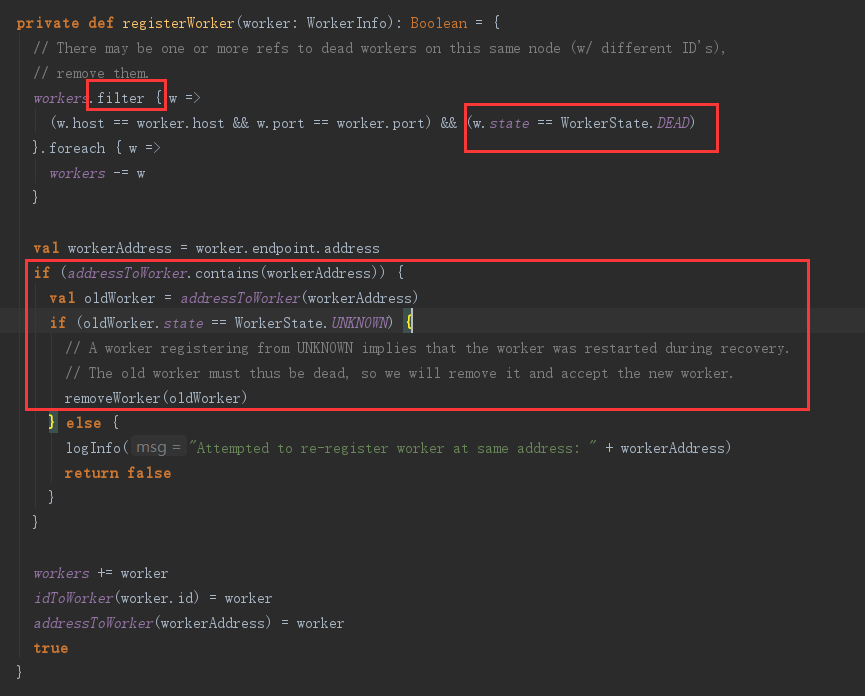 private def registerWorker(worker: WorkerInfo): Boolean = {
  // There may be one or more refs to dead workers on this same node (w/ different ID's),
  // remove them.
  workers.filter { w =>
    (w.host == worker.host && w.port == worker.port) && (w.state == WorkerState.DEAD)
  }.foreach { w =>
    workers -= w
  }
  val workerAddress = worker.endpoint.address
  if (addressToWorker.contains(workerAddress)) {
    val oldWorker = addressToWorker(workerAddress)
    if (oldWorker.state == WorkerState.UNKNOWN) {
      // A worker registering from UNKNOWN implies that the worker was restarted during recovery.
      // The old worker must thus be dead, so we will remove it and accept the new worker.
      removeWorker(oldWorker)
    } else {
      logInfo( msg = "Attempted to re-register worker at same address: " + workerAddress)
      return false
    }
  }
  workers += worker
  idToWorker(worker.id) = worker
  addressToWorker(workerAddress) = worker
  true
}